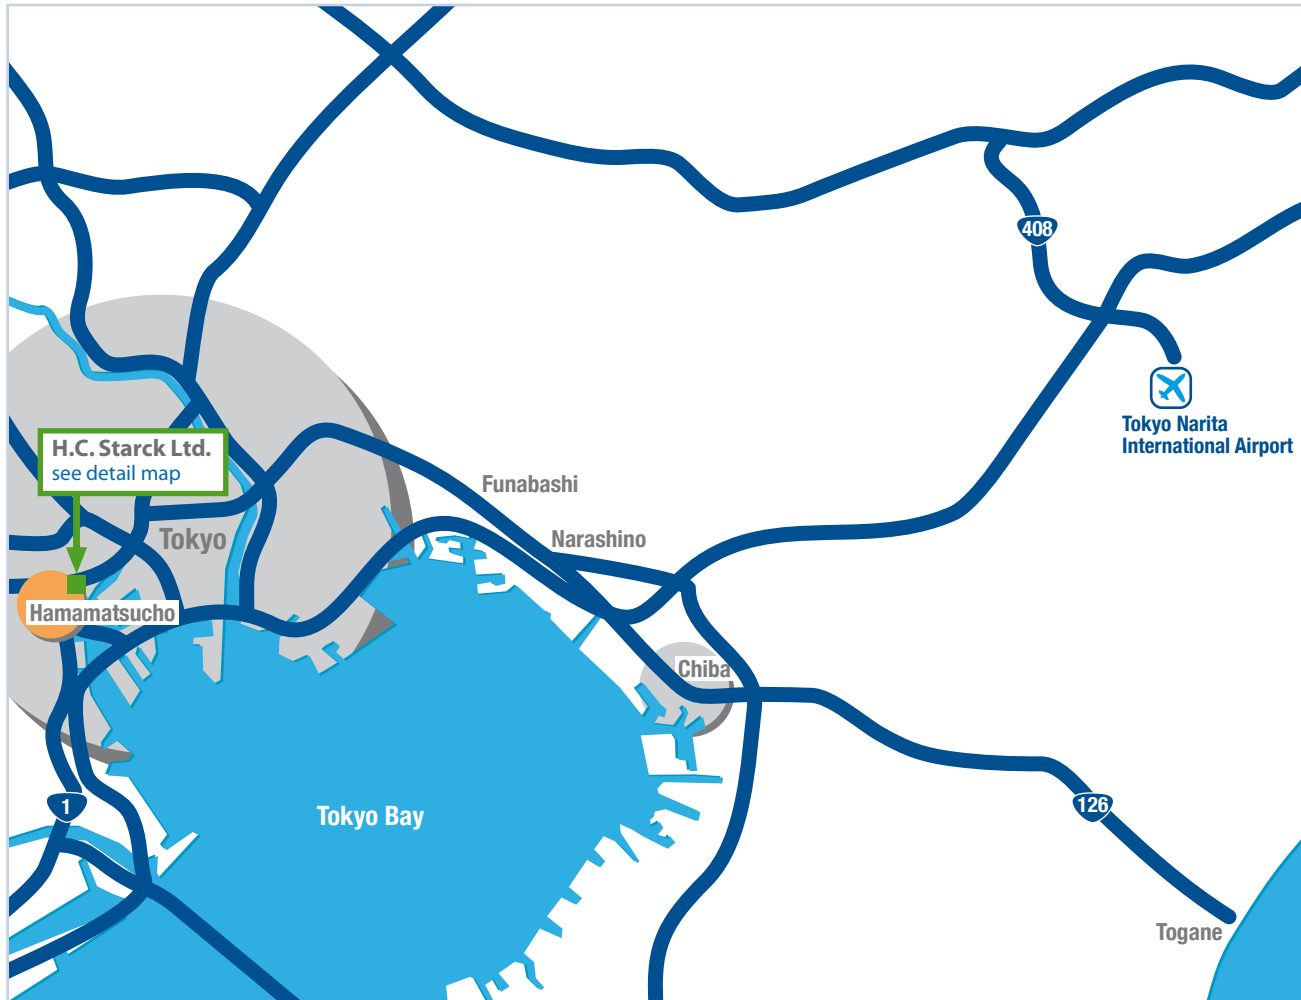 408
Tokyo Narita
International Airport
H.C. Starck Ltd.
see detail map
Funabashi
Narashino
Tokyo
Hamamatsucho
Chiba
1
Tokyo Bay
126
Togane